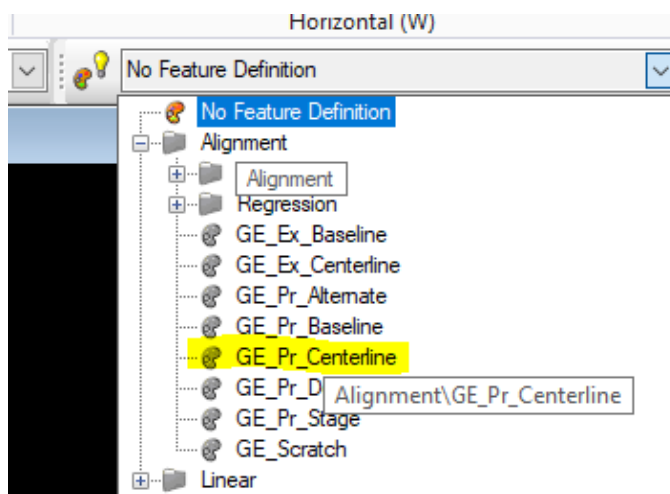 Horizontal (W)
No Feature Definition
No Feature Definition
Alignment
Alignment
Regression
GE_Ex_Baseline
GE_Ex_Centerline
GE_Pr_Alternate
GE_Pr_Baseline
GE_Pr_Centerline
GE_Pr_D
Alignment\GE_Pr_Centerline
GE_Pr_Stage
GE_Scratch
Linear